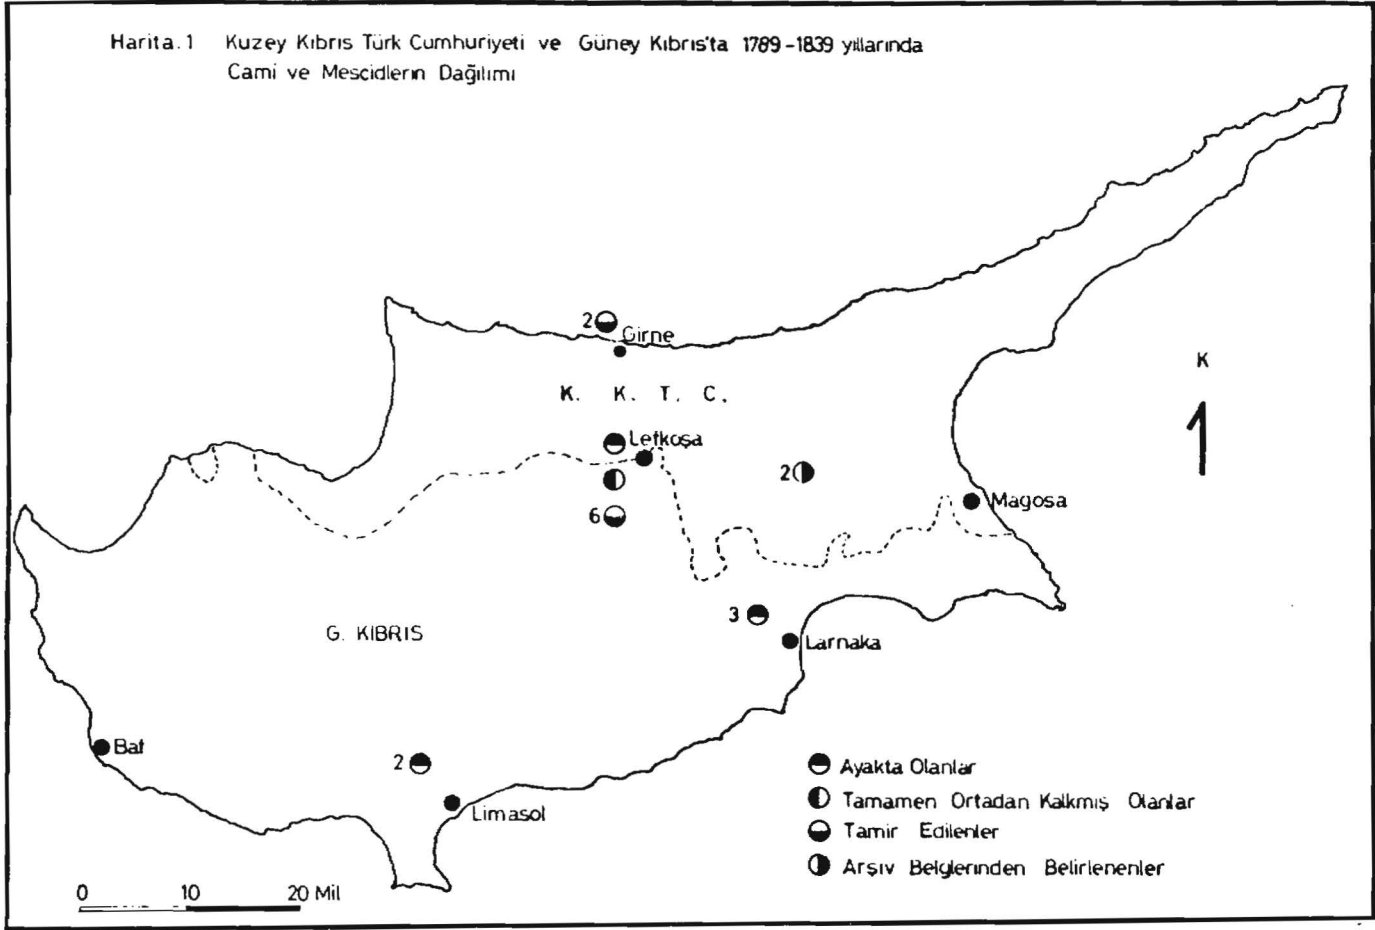 Harita.1 Kuzey Kıbrıs Türk Cumhuriyeti ve Güney Kıbrıs'ta 1789-1839 yıllarında
Cami ve Mescidlerin Dağılımı
2
Girne
K. K. T. C.
K
Lefkoşa
2
6
Magosa
3
G. KIBRIS
Larnaka
Baf
2
Limasol
Ayakta Olanlar
Tamamen Ortadan Kalkmış Olanlar
Tamir Edilenler
Arşiv Belglerinden Belirlenenler
0 10 20 Mil